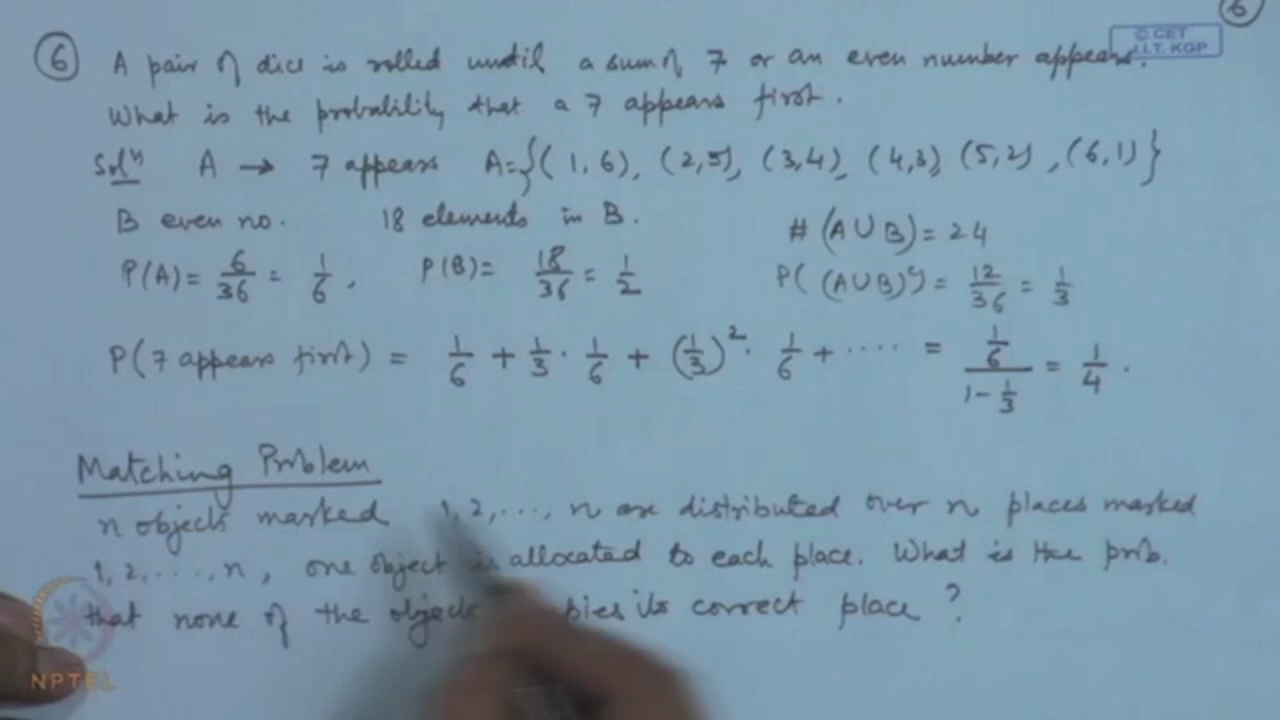 6
© CET
I.I.T. KGP
⑥ A pair of dice is rolled until a sum of 7 or an even number appears.
What is the probability that a 7 appears first.
Solⁿ A → 7 appears A={(1,6), (2,5), (3,4), (4,3) (5,2), (6,1)}
B even no. 18 elements in B. # (A∪B) = 24
P(A) = 6/36 = 1/6, P(B) = 18/36 = 1/2 P((A∪B)ᶜ) = 12/36 = 1/3
P(7 appears first) = 1/6 + 1/3 · 1/6 + (1/3)² · 1/6 + ···· = (1/6)/(1 - 1/3) = 1/4.
Matching Problem
n objects marked 1,2,..., n are distributed over n places marked
1,2,....,n, one object is allocated to each place. What is the prob.
that none of the its correct place?
NPTEL